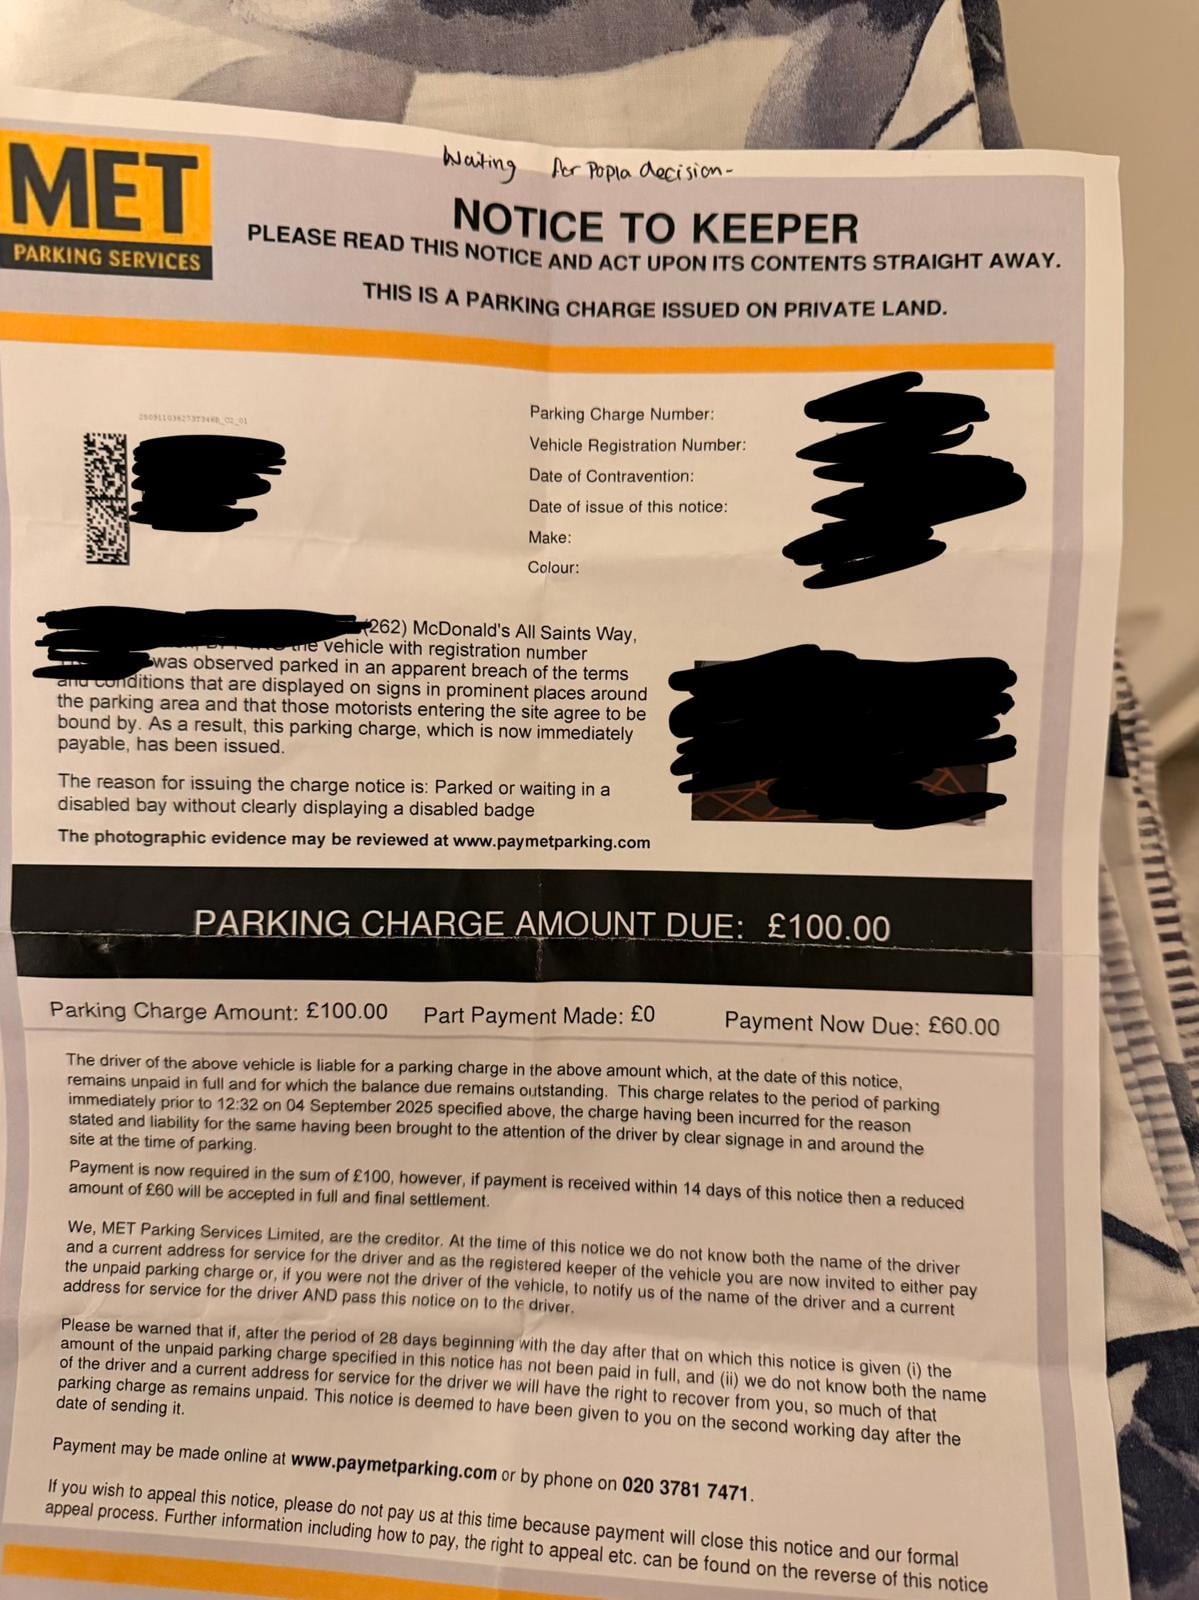 Waiting for Popla decision-
MET
PARKING SERVICES
NOTICE TO KEEPER
PLEASE READ THIS NOTICE AND ACT UPON ITS CONTENTS STRAIGHT AWAY.
THIS IS A PARKING CHARGE ISSUED ON PRIVATE LAND.
Parking Charge Number:
Vehicle Registration Number:
Date of Contravention:
Date of issue of this notice:
Make:
Colour:
(262) McDonald's All Saints Way,
the vehicle with registration number
was observed parked in an apparent breach of the terms
and conditions that are displayed on signs in prominent places around
the parking area and that those motorists entering the site agree to be
bound by. As a result, this parking charge, which is now immediately
payable, has been issued.
The reason for issuing the charge notice is: Parked or waiting in a
disabled bay without clearly displaying a disabled badge
The photographic evidence may be reviewed at www.paymetparking.com
PARKING CHARGE AMOUNT DUE: £100.00
Parking Charge Amount: £100.00 Part Payment Made: £0 Payment Now Due: £60.00
The driver of the above vehicle is liable for a parking charge in the above amount which, at the date of this notice,
remains unpaid in full and for which the balance due remains outstanding. This charge relates to the period of parking
immediately prior to 12:32 on 04 September 2025 specified above, the charge having been incurred for the reason
stated and liability for the same having been brought to the attention of the driver by clear signage in and around the
site at the time of parking.
Payment is now required in the sum of £100, however, if payment is received within 14 days of this notice then a reduced
amount of £60 will be accepted in full and final settlement.
We, MET Parking Services Limited, are the creditor. At the time of this notice we do not know both the name of the driver
and a current address for service for the driver and as the registered keeper of the vehicle you are now invited to either pay
the unpaid parking charge or, if you were not the driver of the vehicle, to notify us of the name of the driver and a current
address for service for the driver AND pass this notice on to the driver.
Please be warned that if, after the period of 28 days beginning with the day after that on which this notice is given (i) the
amount of the unpaid parking charge specified in this notice has not been paid in full, and (ii) we do not know both the name
of the driver and a current address for service for the driver we will have the right to recover from you, so much of that
parking charge as remains unpaid. This notice is deemed to have been given to you on the second working day after the
date of sending it.
Payment may be made online at www.paymetparking.com or by phone on 020 3781 7471.
If you wish to appeal this notice, please do not pay us at this time because payment will close this notice and our formal
appeal process. Further information including how to pay, the right to appeal etc. can be found on the reverse of this notice